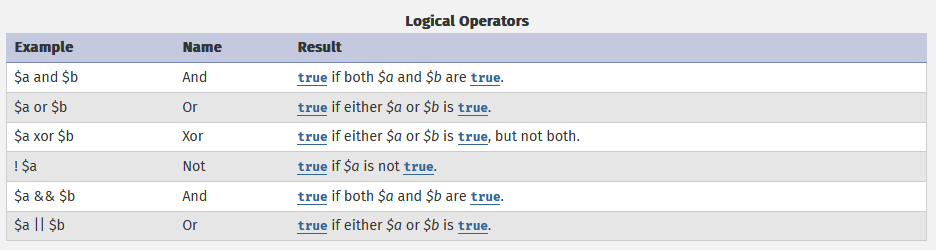 Logical Operators
Example Name Result
$a and $b And true if both $a and $b are true.
$a or $b Or true if either $a or $b is true.
$a xor $b Xor true if either $a or $b is true, but not both.
! $a Not true if $a is not true.
$a && $b And true if both $a and $b are true.
$a || $b Or true if either $a or $b is true.